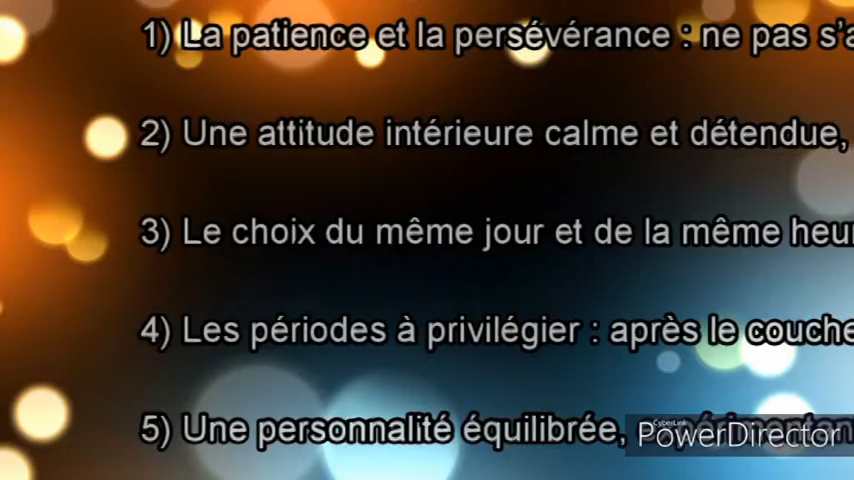 1) La patience et la persévérance : ne pas s'a
2) Une attitude intérieure calme et détendue,
3) Le choix du même jour et de la même heur
4) Les périodes à privilégier : après le couche
5) Une personnalité équilibrée,
CyberLink
PowerDirector